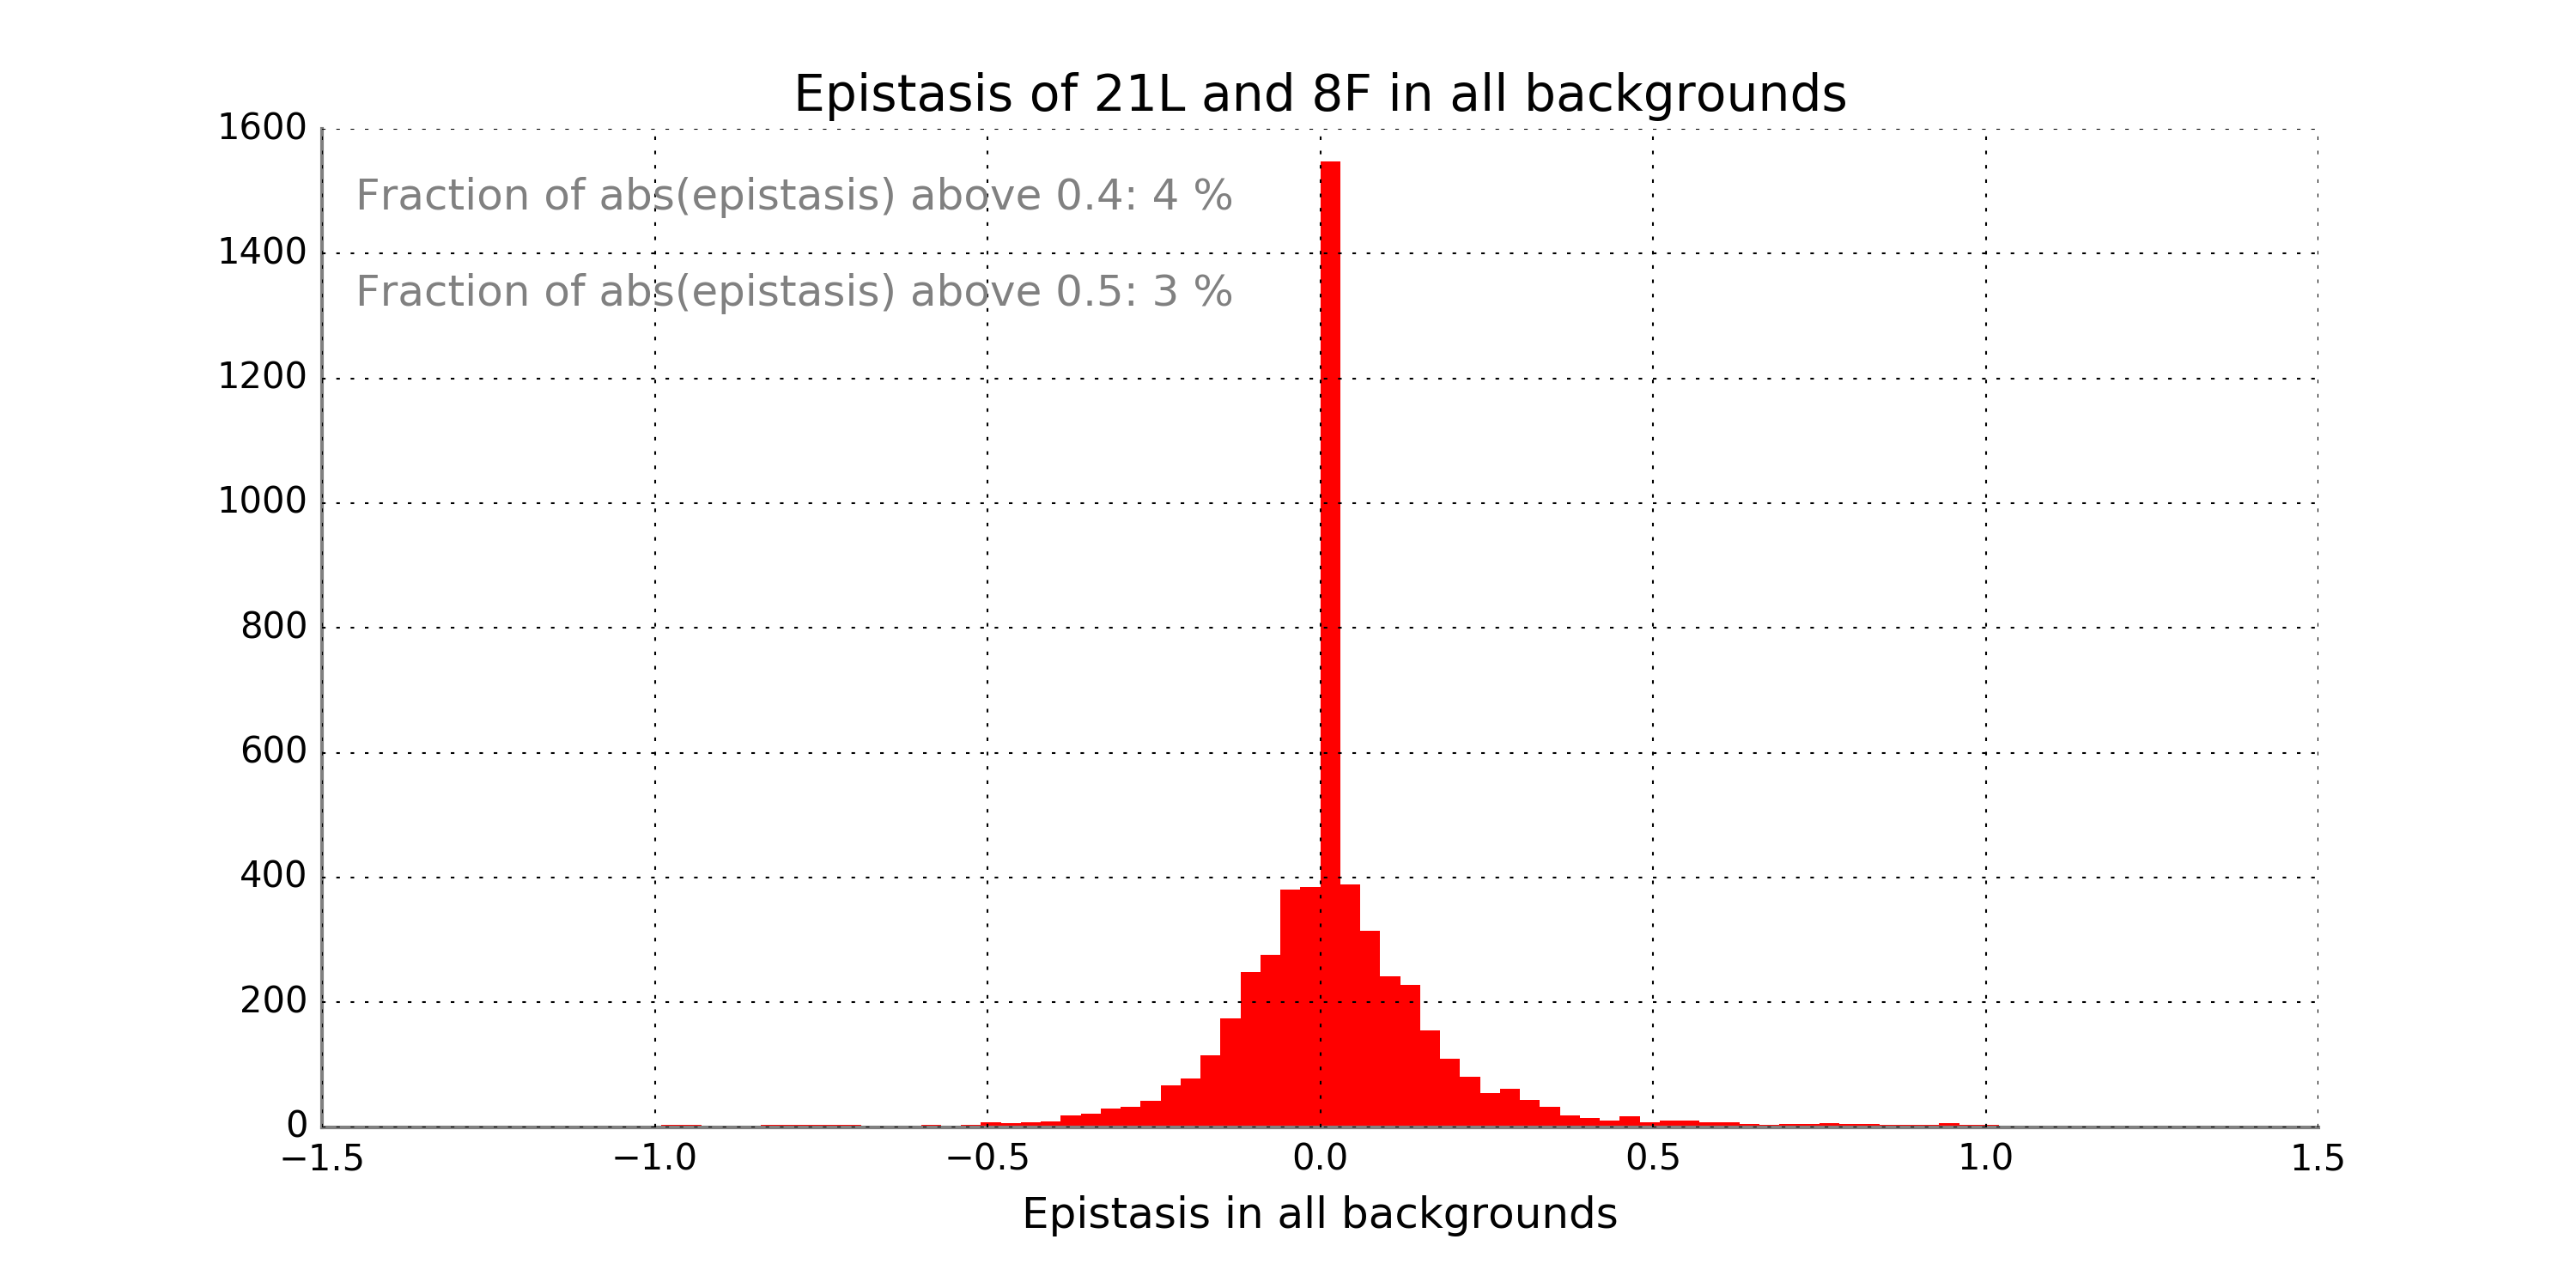 Epistasis of 21L and 8F in all backgrounds
1600
Fraction of abs(epistasis) above 0.4: 4 %
1400
Fraction of abs(epistasis) above 0.5: 3 %
1200
1000
800
600
400
200
0
−1.5 −1.0 −0.5 0.0 0.5 1.0 1.5
Epistasis in all backgrounds